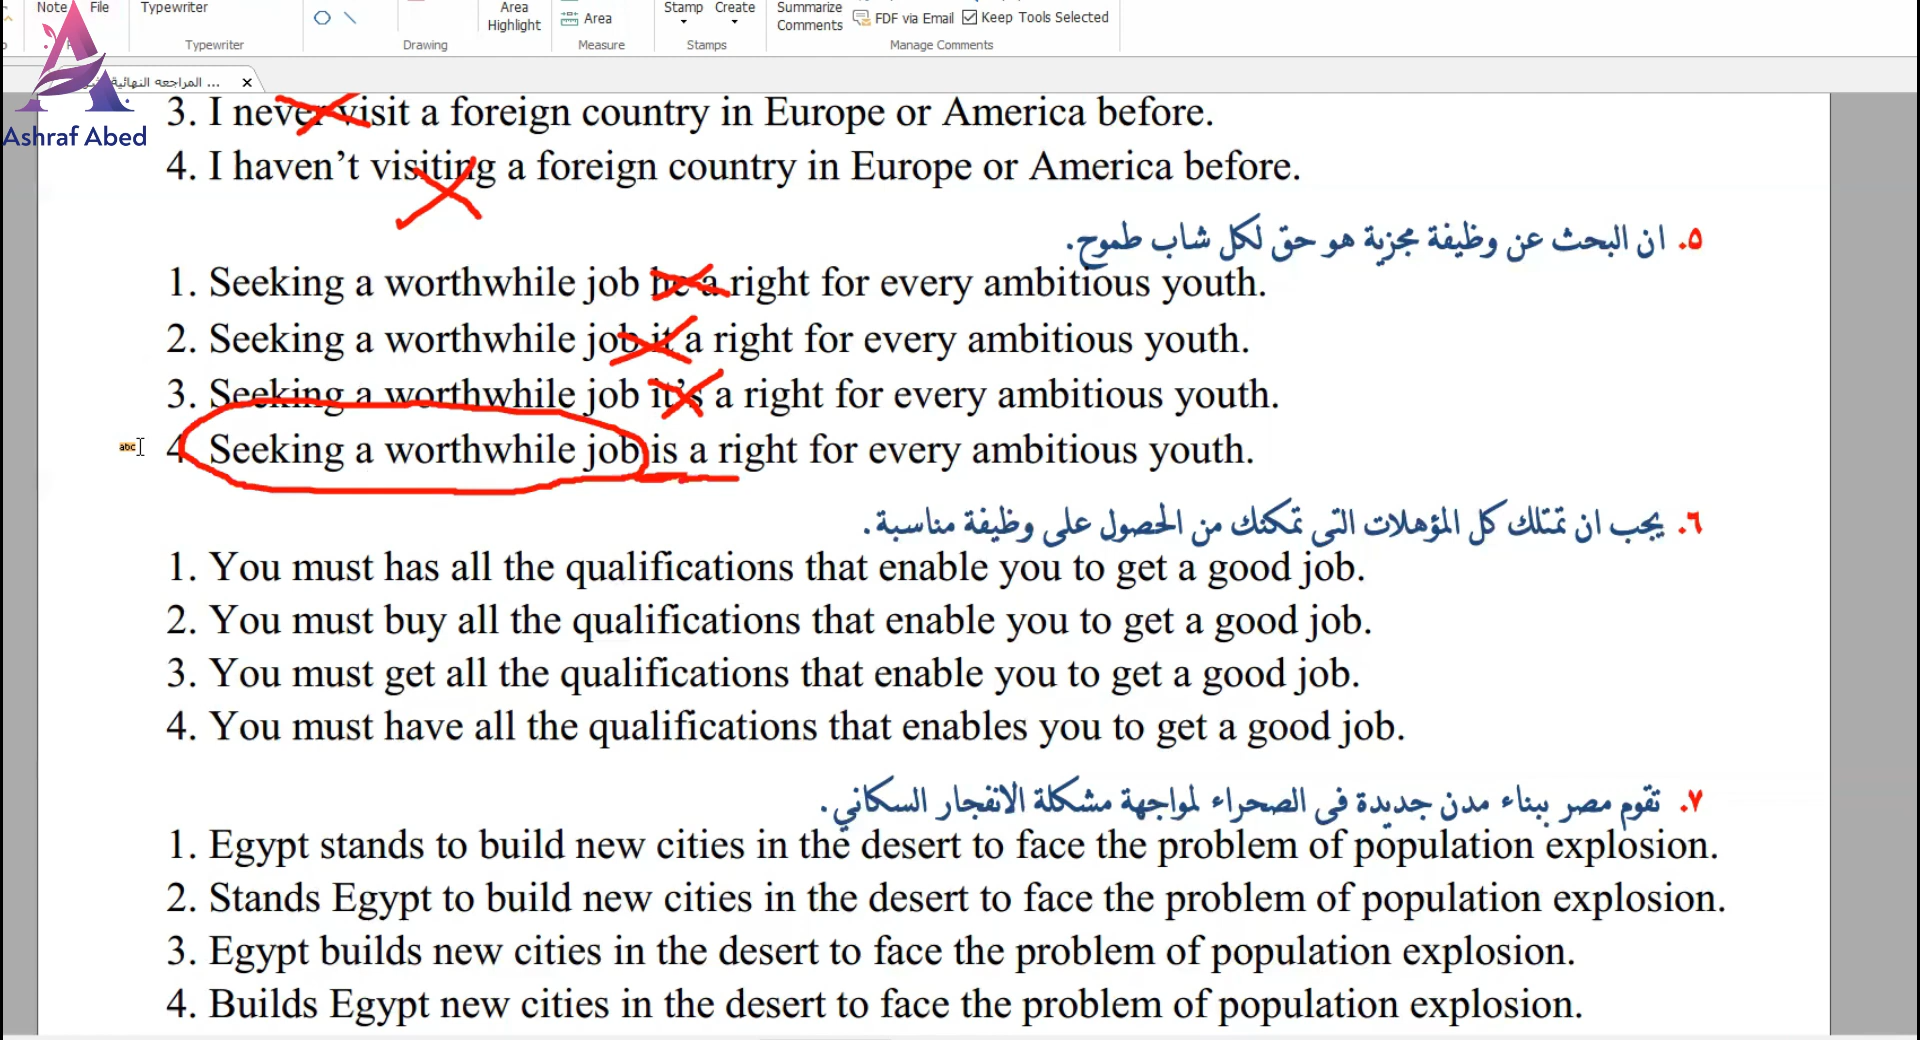 Note File Typewriter Area Highlight Area Stamp Create Summarize Comments FDF via Email Keep Tools Selected
Typewriter Drawing Measure Stamps Manage Comments
المراجعه النهائية ...
Ashraf Abed
3. I never visit a foreign country in Europe or America before.
4. I haven’t visiting a foreign country in Europe or America before.
٥. ان البحث عن وظيفة مجزية هو حق لكل شاب طموح.
1. Seeking a worthwhile job he a right for every ambitious youth.
2. Seeking a worthwhile job it a right for every ambitious youth.
3. Seeking a worthwhile job it’s a right for every ambitious youth.
abc
4. Seeking a worthwhile job is a right for every ambitious youth.
٦. يجب ان تمتلك كل المؤهلات التى تمكنك من الحصول على وظيفة مناسبة.
1. You must has all the qualifications that enable you to get a good job.
2. You must buy all the qualifications that enable you to get a good job.
3. You must get all the qualifications that enable you to get a good job.
4. You must have all the qualifications that enables you to get a good job.
٧. تقوم مصر ببناء مدن جديدة فى الصحراء لمواجهة مشكلة الانفجار السكاني.
1. Egypt stands to build new cities in the desert to face the problem of population explosion.
2. Stands Egypt to build new cities in the desert to face the problem of population explosion.
3. Egypt builds new cities in the desert to face the problem of population explosion.
4. Builds Egypt new cities in the desert to face the problem of population explosion.